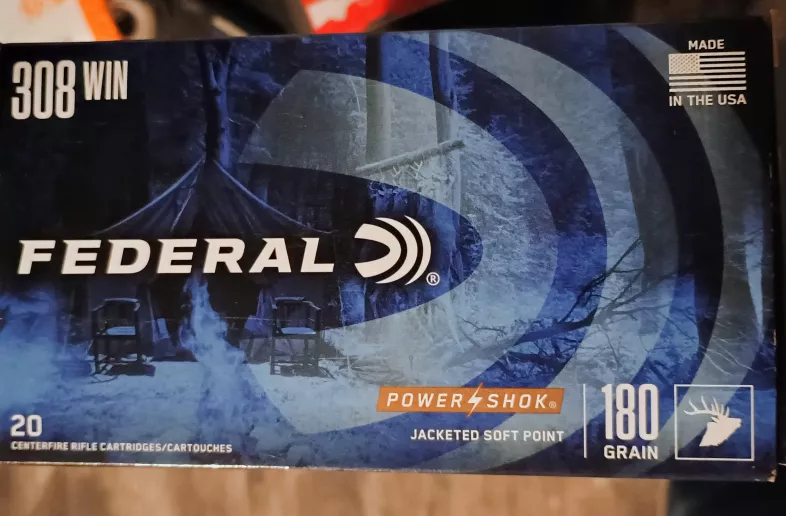 308 WIN
MADE
IN THE USA
FEDERAL®
POWER SHOK®
JACKETED SOFT POINT
180
GRAIN
20
CENTERFIRE RIFLE CARTRIDGES/CARTOUCHES